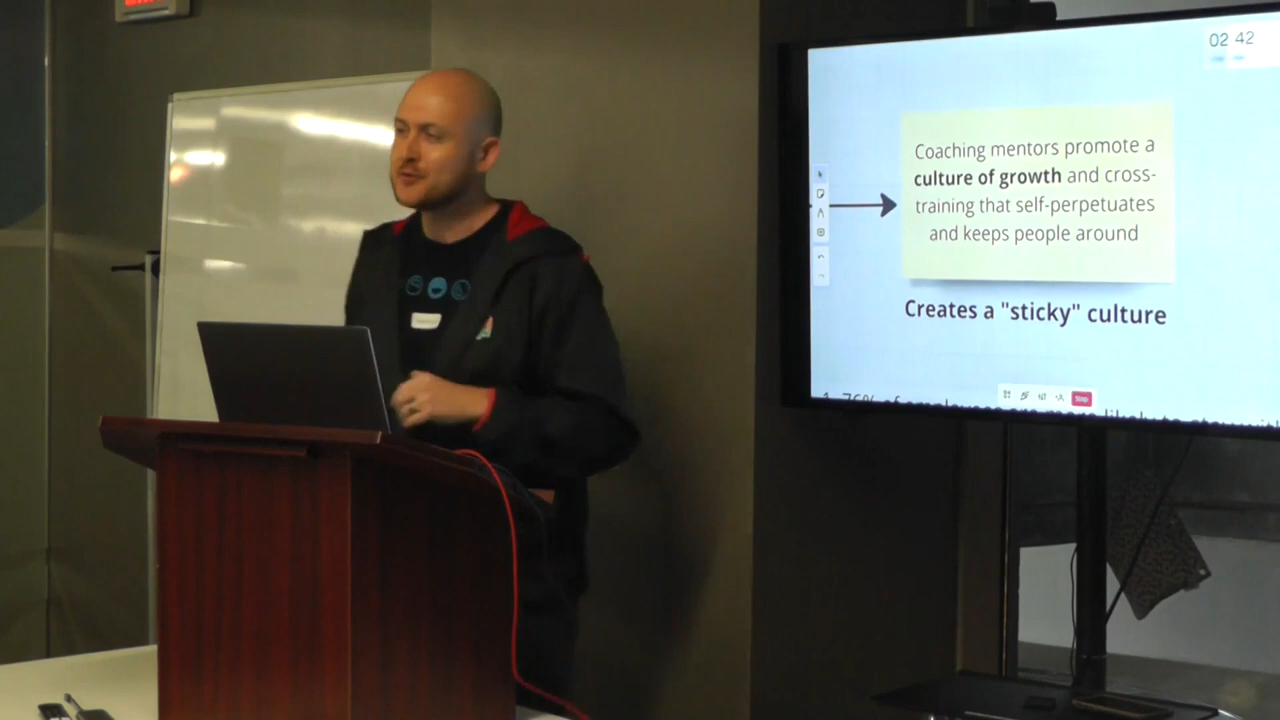 02 42
Coaching mentors promote a
culture of growth and cross-
training that self-perpetuates
and keeps people around
Creates a "sticky" culture
Stop